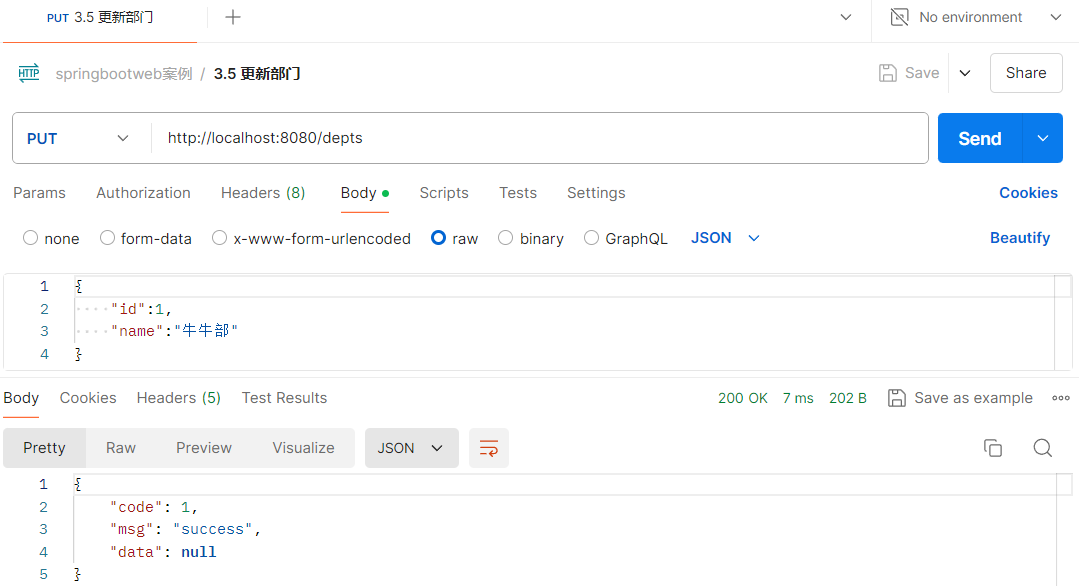 PUT 3.5 更新部门
No environment
HTTP springbootweb案例 / 3.5 更新部门 Save Share
PUT http://localhost:8080/depts Send
Params Authorization Headers (8) Body Scripts Tests Settings Cookies
none form-data x-www-form-urlencoded raw binary GraphQL JSON Beautify
1 {
2 ····"id":1,
3 ····"name":"牛牛部"
4 }
Body Cookies Headers (5) Test Results 200 OK 7 ms 202 B Save as example
Pretty Raw Preview Visualize JSON
1 {
2 "code": 1,
3 "msg": "success",
4 "data": null
5 }